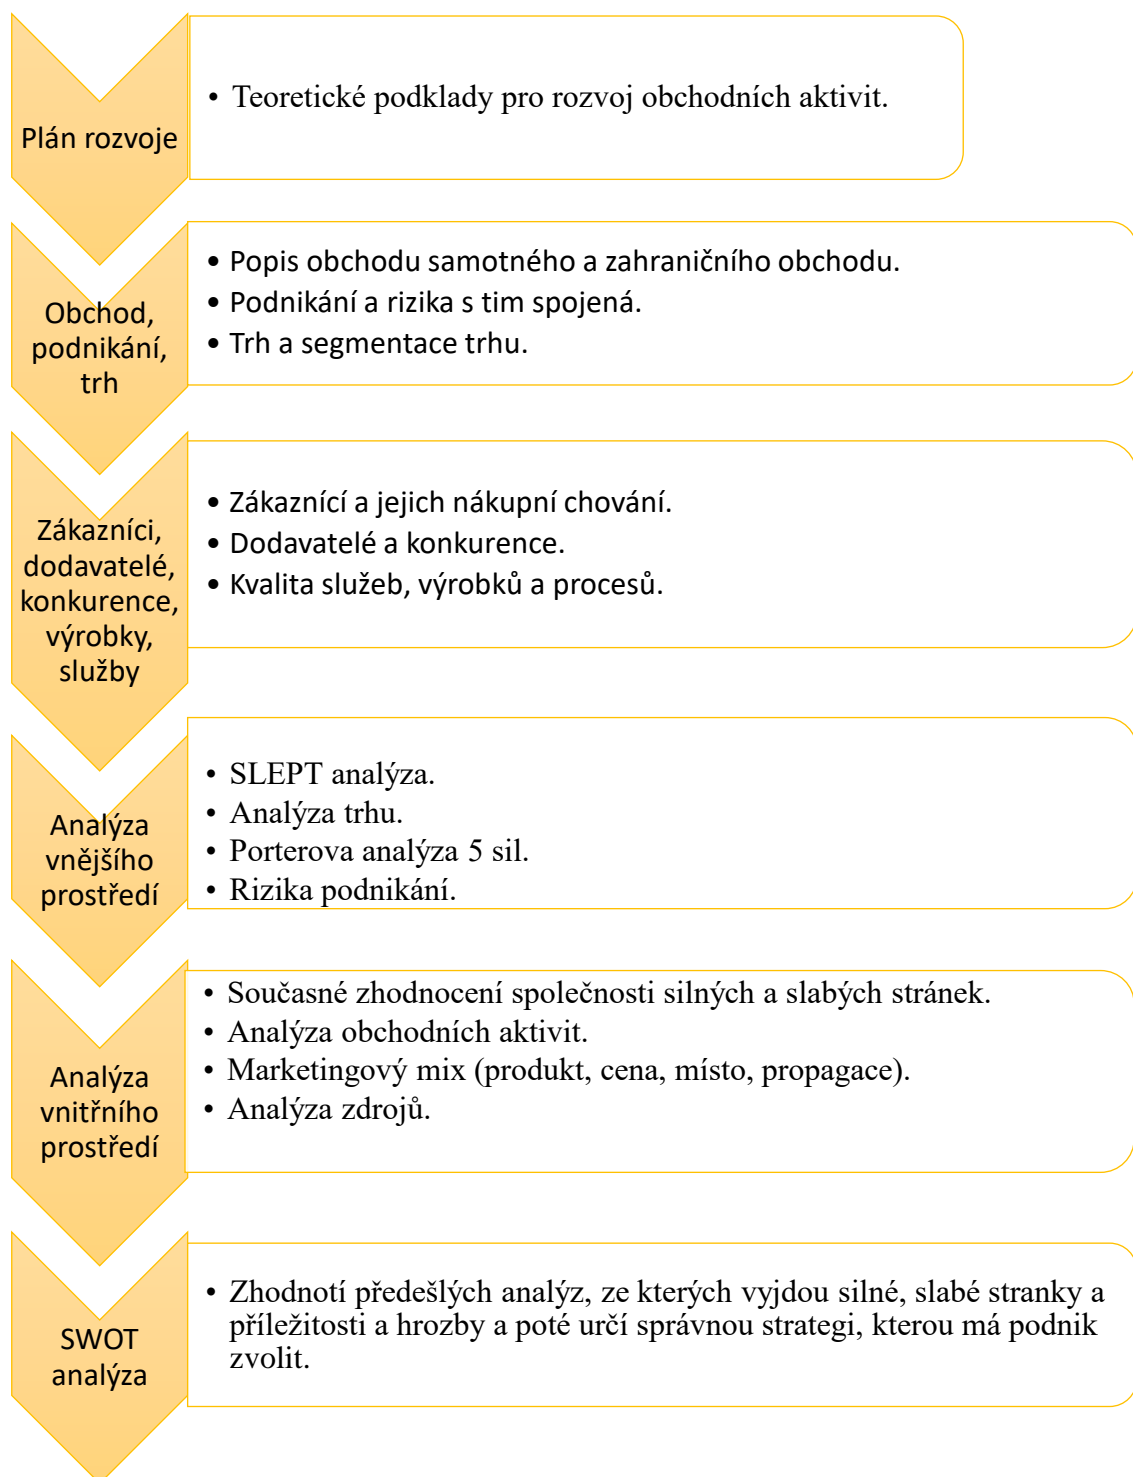 Plán rozvoje
• Teoretické podklady pro rozvoj obchodních aktivit.
Obchod,
podnikání,
trh
• Popis obchodu samotného a zahraničního obchodu.
• Podnikání a rizika s tim spojená.
• Trh a segmentace trhu.
Zákazníci,
dodavatelé,
konkurence,
výrobky,
služby
• Zákaznící a jejich nákupní chování.
• Dodavatelé a konkurence.
• Kvalita služeb, výrobků a procesů.
Analýza
vnějšího
prostředí
• SLEPT analýza.
• Analýza trhu.
• Porterova analýza 5 sil.
• Rizika podnikání.
Analýza
vnitřního
prostředí
• Současné zhodnocení společnosti silných a slabých stránek.
• Analýza obchodních aktivit.
• Marketingový mix (produkt, cena, místo, propagace).
• Analýza zdrojů.
SWOT
analýza
• Zhodnotí předešlých analýz, ze kterých vyjdou silné, slabé stranky a
příležitosti a hrozby a poté určí správnou strategi, kterou má podnik
zvolit.